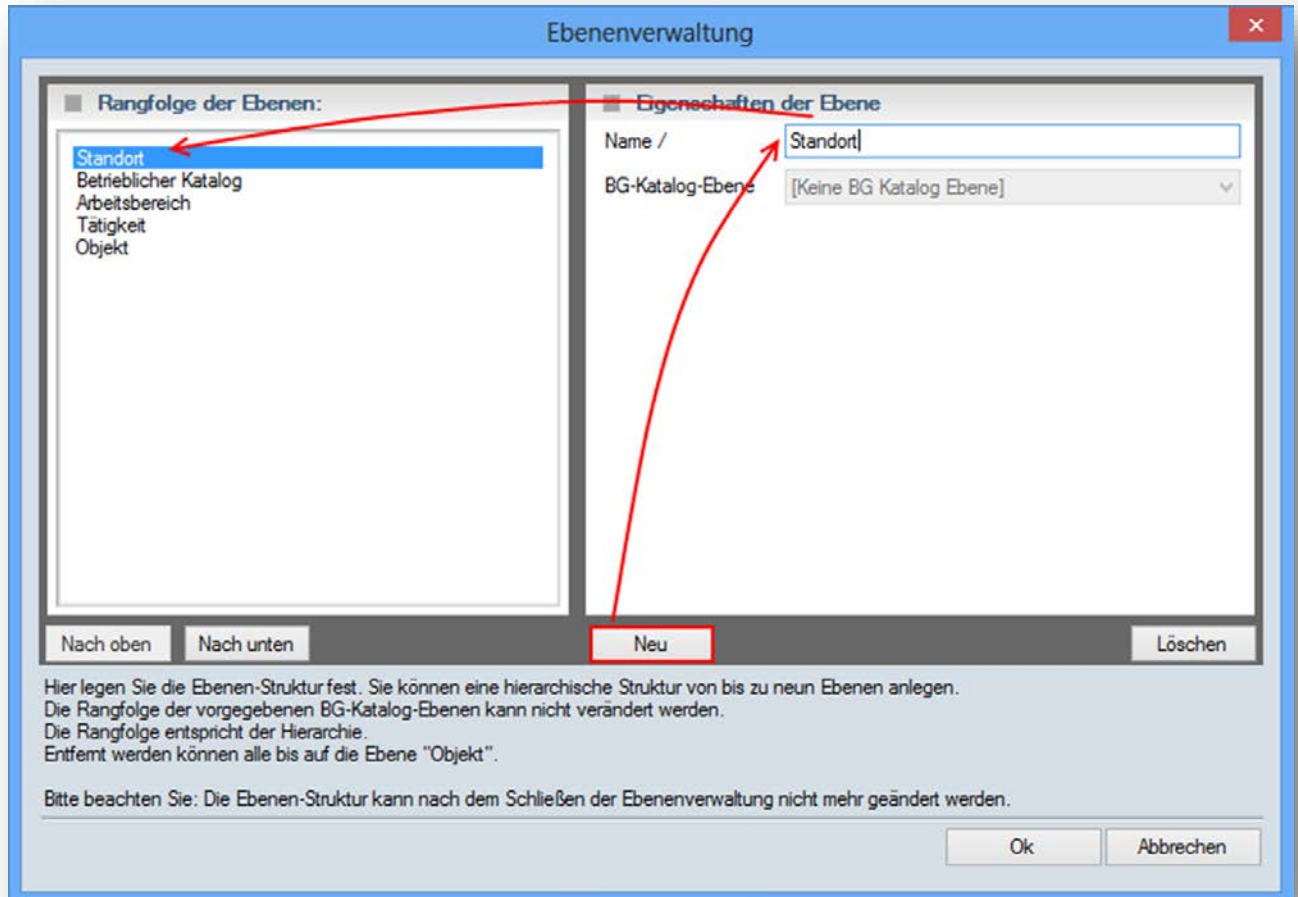 Ebenenverwaltung
Rangfolge der Ebenen:
Standort
Betrieblicher Katalog
Arbeitsbereich
Tätigkeit
Objekt
Eigenschaften der Ebene
Name /
Standort
BG-Katalog-Ebene
[Keine BG Katalog Ebene]
Nach oben
Nach unten
Neu
Löschen
Hier legen Sie die Ebenen-Struktur fest. Sie können eine hierarchische Struktur von bis zu neun Ebenen anlegen.
Die Rangfolge der vorgegebenen BG-Katalog-Ebenen kann nicht verändert werden.
Die Rangfolge entspricht der Hierarchie.
Entfernt werden können alle bis auf die Ebene "Objekt".
Bitte beachten Sie: Die Ebenen-Struktur kann nach dem Schließen der Ebenenverwaltung nicht mehr geändert werden.
Ok
Abbrechen